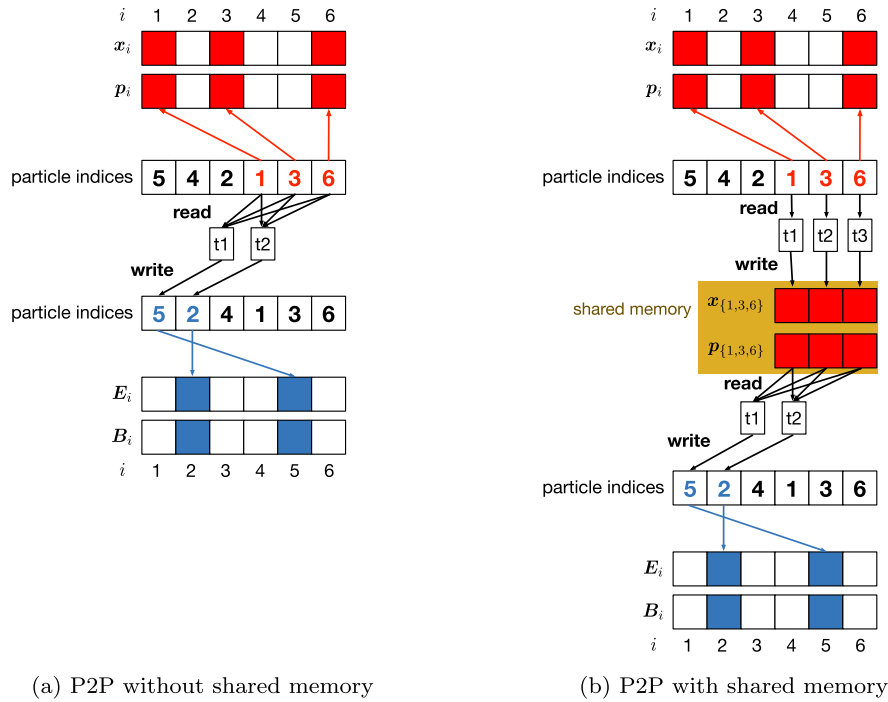 i 1 2 3 4 5 6
x_i
p_i
particle indices 5 4 2 1 3 6
read
t1 t2
write
particle indices 5 2 4 1 3 6
E_i
B_i
i 1 2 3 4 5 6
(a) P2P without shared memory
i 1 2 3 4 5 6
x_i
p_i
particle indices 5 4 2 1 3 6
read
t1 t2 t3
write
shared memory x_{1,3,6}
p_{1,3,6}
read
t1 t2
write
particle indices 5 2 4 1 3 6
E_i
B_i
i 1 2 3 4 5 6
(b) P2P with shared memory